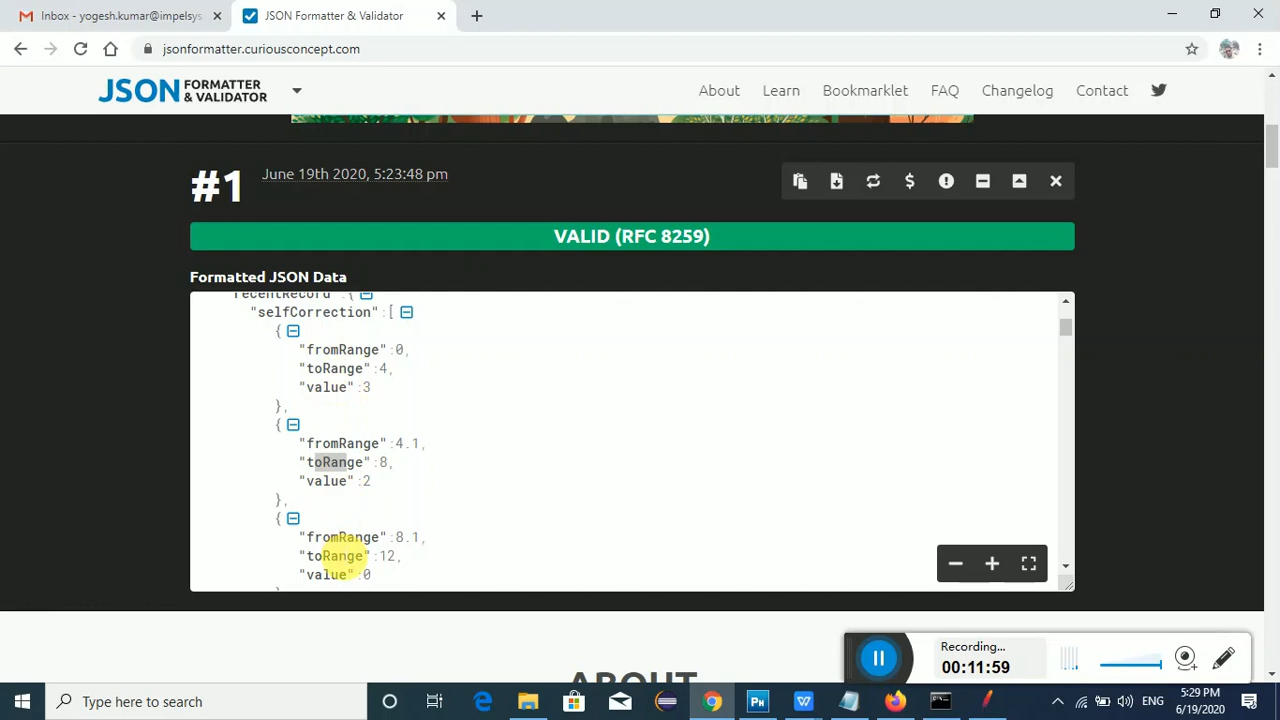 Inbox - yogesh.kumar@impelsys
JSON Formatter & Validator
jsonformatter.curiousconcept.com
JSON FORMATTER & VALIDATOR
About
Learn
Bookmarklet
FAQ
Changelog
Contact
#1
June 19th 2020, 5:23:48 pm
VALID (RFC 8259)
Formatted JSON Data
"recentRecord":{
"selfCorrection":[
{
"fromRange":0,
"toRange":4,
"value":3
},
{
"fromRange":4.1,
"toRange":8,
"value":2
},
{
"fromRange":8.1,
"toRange":12,
"value":0
ABOUT
Recording...
00:11:59
Type here to search
ENG
5:29 PM
6/19/2020